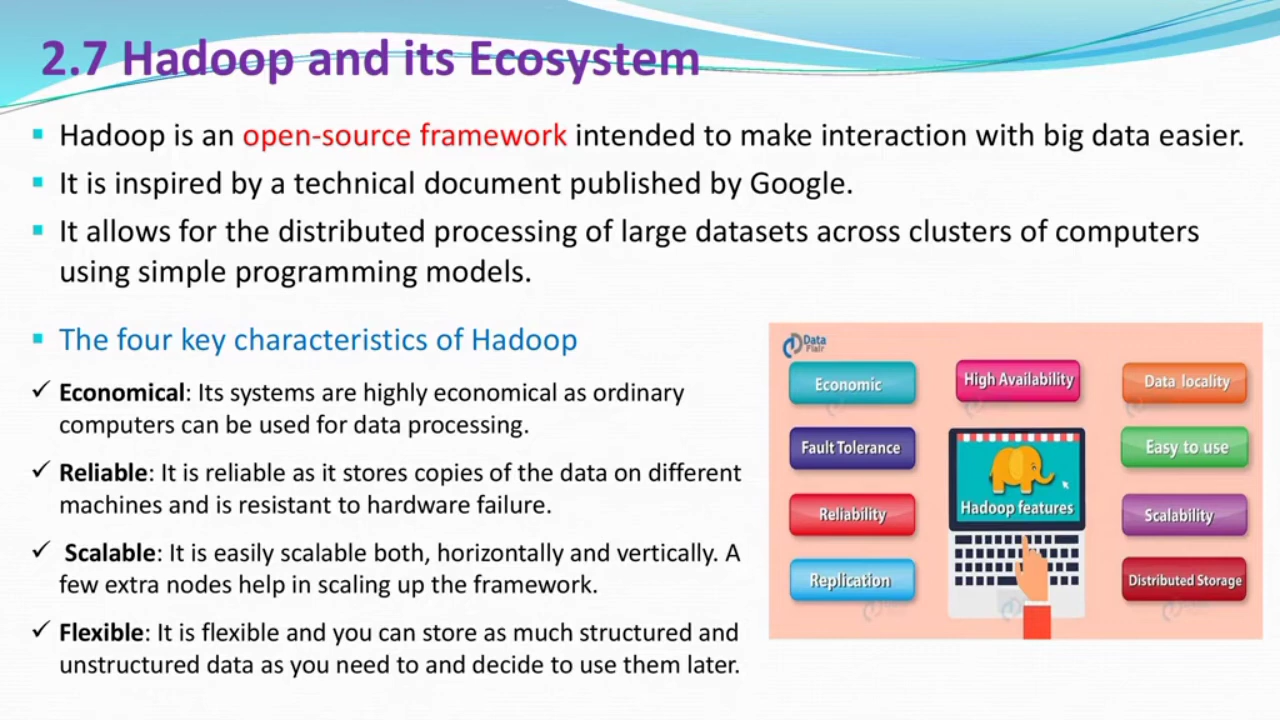 2.7 Hadoop and its Ecosystem
▪ Hadoop is an open-source framework intended to make interaction with big data easier.
▪ It is inspired by a technical document published by Google.
▪ It allows for the distributed processing of large datasets across clusters of computers
using simple programming models.
▪ The four key characteristics of Hadoop
✓ Economical: Its systems are highly economical as ordinary
computers can be used for data processing.
✓ Reliable: It is reliable as it stores copies of the data on different
machines and is resistant to hardware failure.
✓ Scalable: It is easily scalable both, horizontally and vertically. A
few extra nodes help in scaling up the framework.
✓ Flexible: It is flexible and you can store as much structured and
unstructured data as you need to and decide to use them later.
Data
Flair
Economic
High Availability
Data locality
Fault Tolerance
Easy to use
Hadoop features
Reliability
Scalability
Replication
Distributed Storage